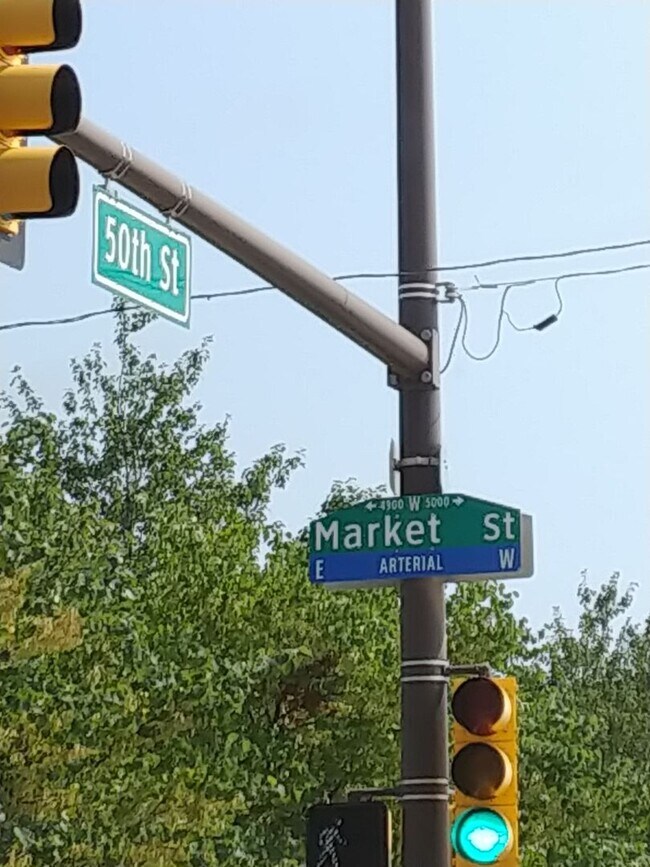 50th St
← 4900 W 5000 →
Market St
E ARTERIAL W